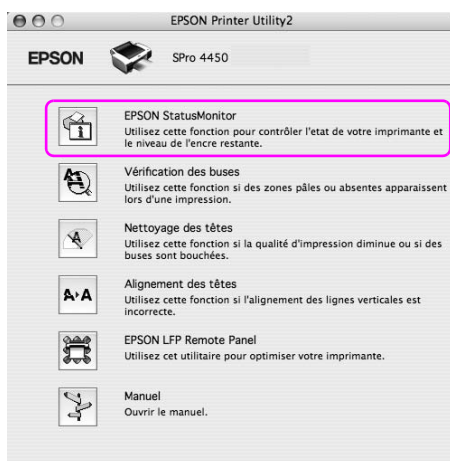 EPSON Printer Utility2
EPSON SPro 4450
EPSON StatusMonitor
Utilisez cette fonction pour contrôler l'etat de votre imprimante et
le niveau de l'encre restante.
Vérification des buses
Utilisez cette fonction si des zones pâles ou absentes apparaissent
lors d'une impression.
Nettoyage des têtes
Utilisez cette fonction si la qualité d'impression diminue ou si des
buses sont bouchées.
Alignement des têtes
Utilisez cette fonction si l'alignement des lignes verticales est
incorrecte.
EPSON LFP Remote Panel
Utilisez cet utilitaire pour optimiser votre imprimante.
Manuel
Ouvrir le manuel.